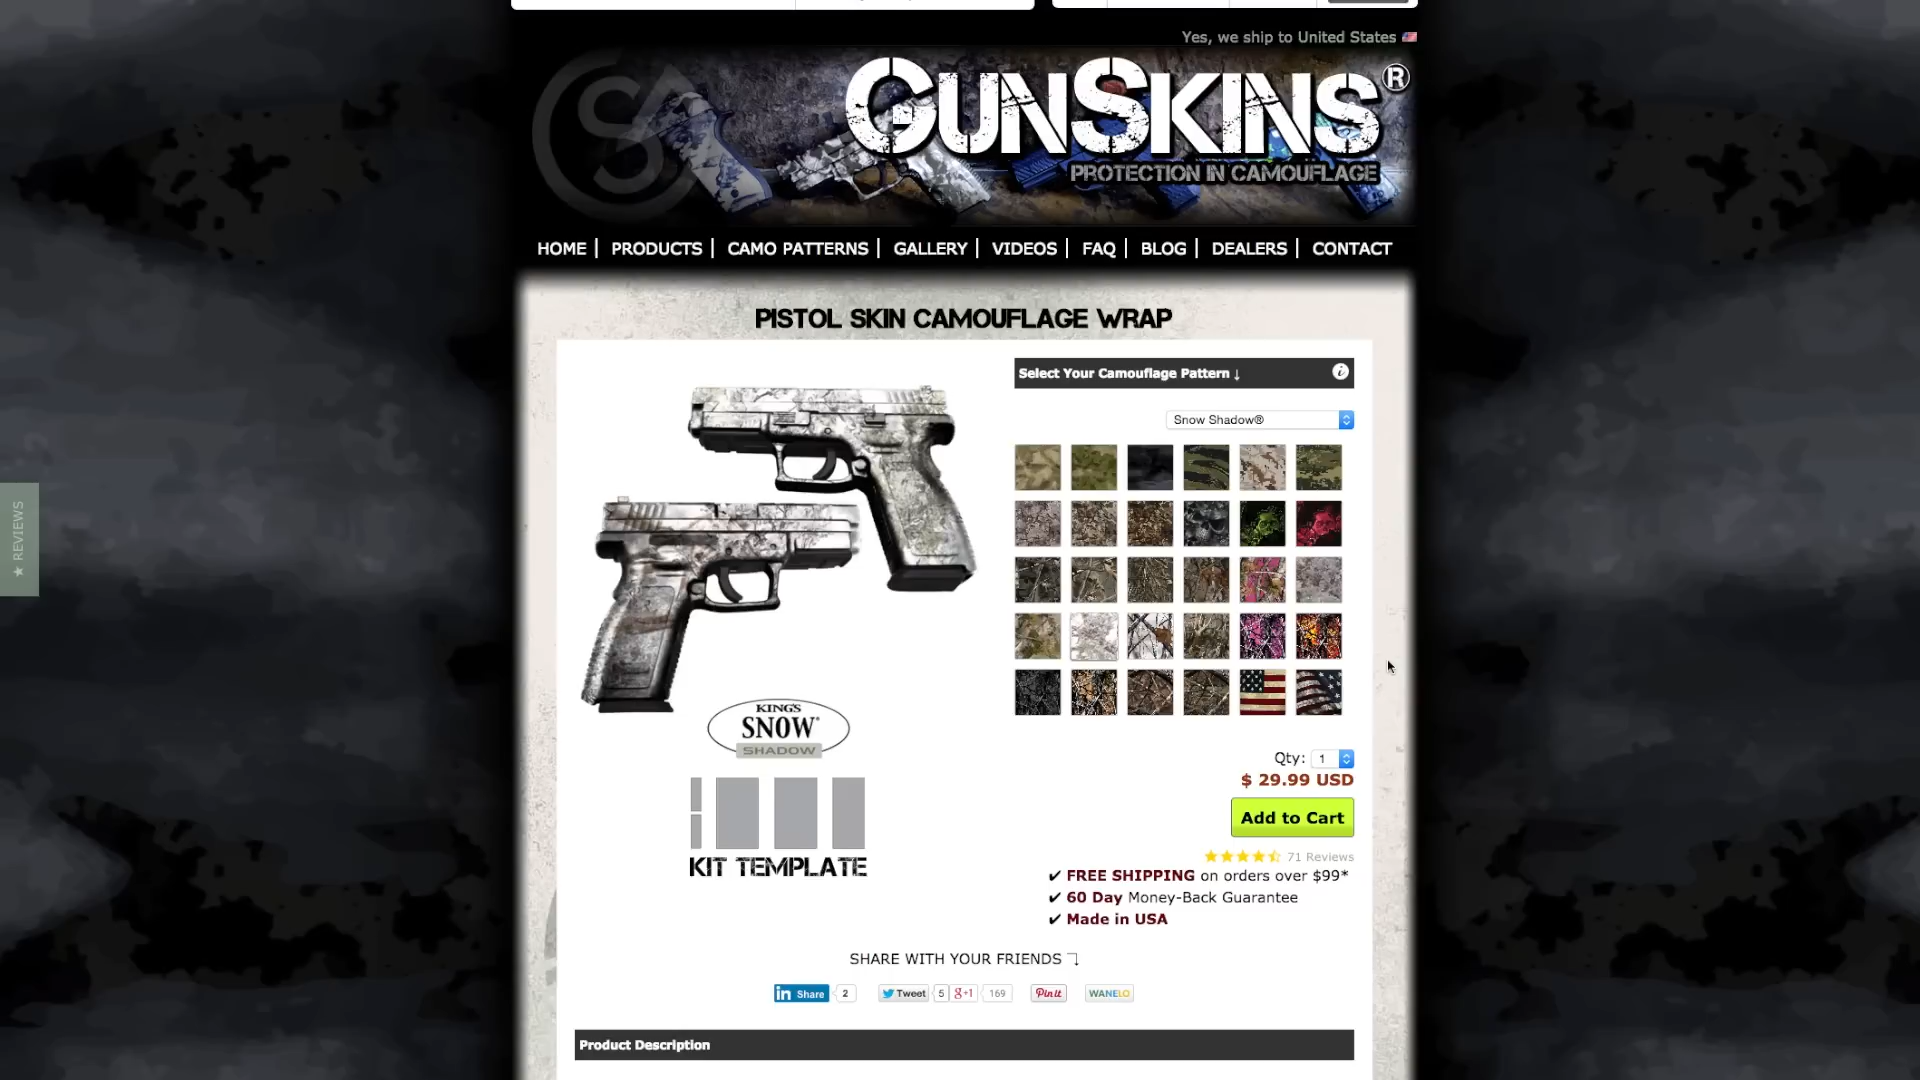 Yes, we ship to United States
GUNSKINS®
PROTECTION IN CAMOUFLAGE
HOME | PRODUCTS | CAMO PATTERNS | GALLERY | VIDEOS | FAQ | BLOG | DEALERS | CONTACT
PISTOL SKIN CAMOUFLAGE WRAP
Select Your Camouflage Pattern ↓
Snow Shadow®
★ REVIEWS
KING'S
SNOW®
SHADOW
KIT TEMPLATE
Qty: 1
$ 29.99 USD
Add to Cart
71 Reviews
✔ FREE SHIPPING on orders over $99*
✔ 60 Day Money-Back Guarantee
✔ Made in USA
SHARE WITH YOUR FRIENDS
in Share 2 Tweet 5 g+1 169 Pin it WANELO
Product Description